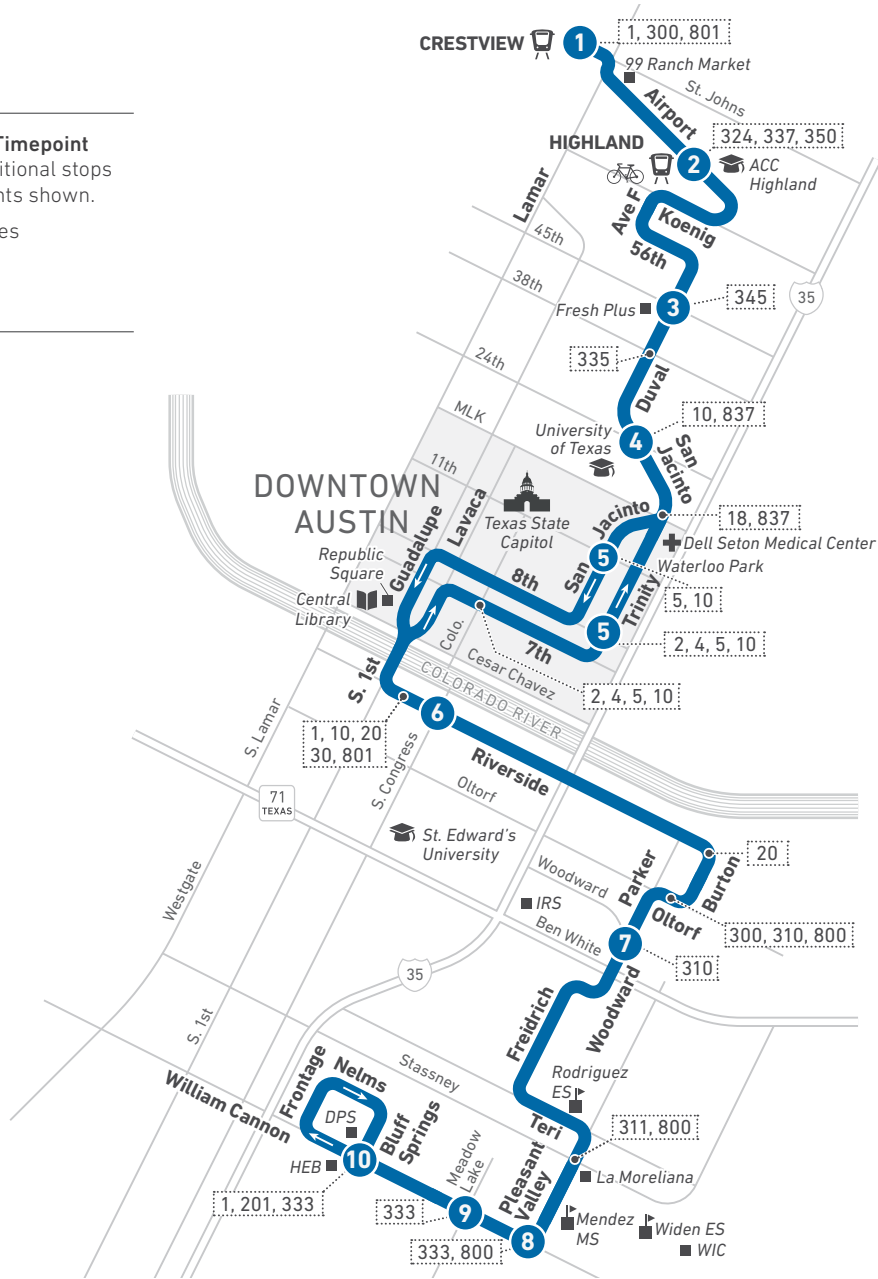 CRESTVIEW
1
1, 300, 801
99 Ranch Market
St. Johns
Airport
Timepoint
itional stops
nts shown.
es
HIGHLAND
2
324, 337, 350
ACC
Highland
Lamar
Ave F
Koenig
56th
45th
38th
35
Fresh Plus
3
345
335
24th
Duval
MLK
10, 837
University
of Texas
4
San
Jacinto
11th
DOWNTOWN
AUSTIN
Guadalupe
Lavaca
Texas State
Capitol
San
Jacinto
18, 837
Dell Seton Medical Center
Waterloo Park
Republic
Square
Central
Library
8th
5
5, 10
Trinity
5
2, 4, 5, 10
Colo.
7th
Cesar Chavez
2, 4, 5, 10
S. 1st
COLORADO RIVER
S. Lamar
1, 10, 20
30, 801
6
S. Congress
Riverside
Oltorf
71
TEXAS
St. Edward's
University
20
Parker
Burton
Woodward
Oltorf
Westgate
IRS
Ben White
7
300, 310, 800
310
35
Woodward
Freidrich
S. 1st
Stassney
Rodriguez
ES
William Cannon
Frontage
Nelms
DPS
Bluff
Springs
Teri
311, 800
HEB
10
Meadow
Lake
Pleasant
Valley
La Moreliana
1, 201, 333
333
9
8
333, 800
Mendez
MS
Widen ES
WIC